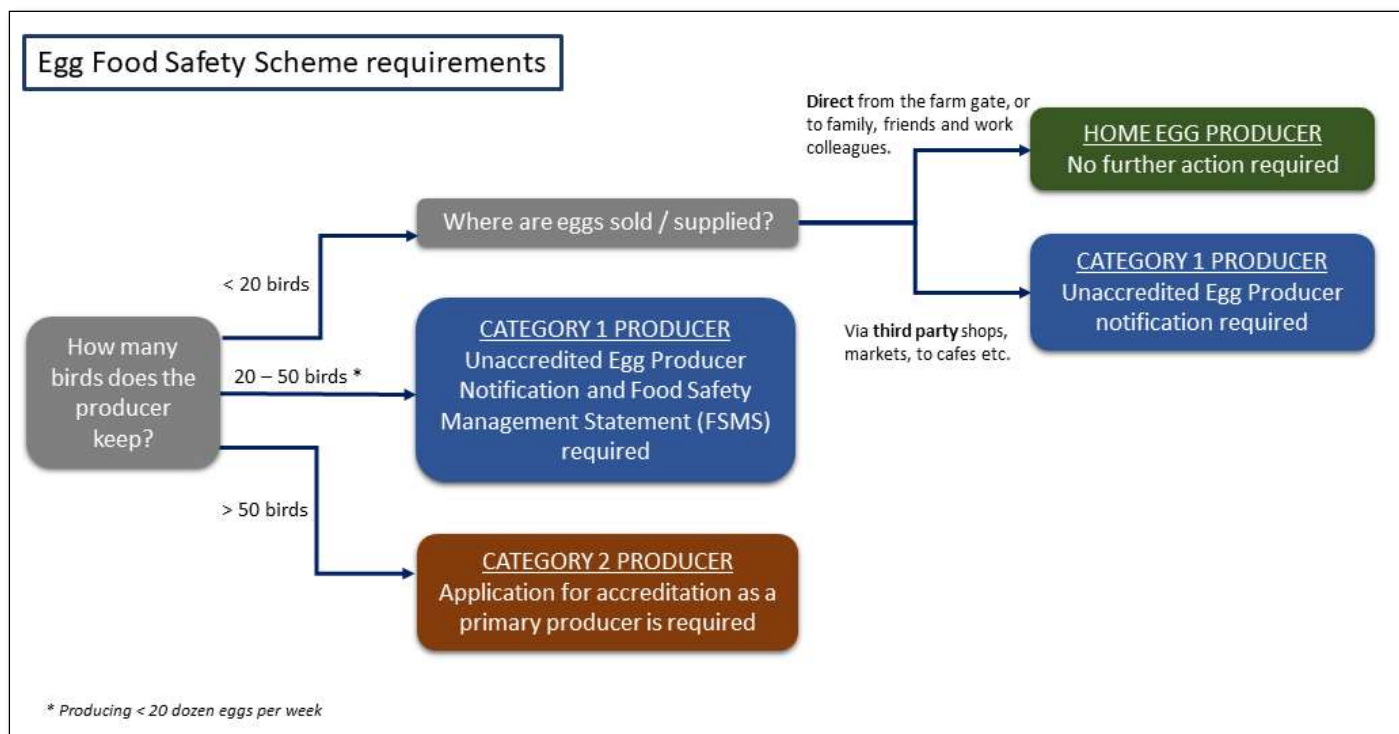 Egg Food Safety Scheme requirements
Direct from the farm gate, or
to family, friends and work
colleagues.
HOME EGG PRODUCER
No further action required
Where are eggs sold / supplied?
CATEGORY 1 PRODUCER
Unaccredited Egg Producer
notification required
Via third party shops,
markets, to cafes etc.
< 20 birds
How many
birds does the
producer
keep?
20 – 50 birds *
CATEGORY 1 PRODUCER
Unaccredited Egg Producer
Notification and Food Safety
Management Statement (FSMS)
required
> 50 birds
CATEGORY 2 PRODUCER
Application for accreditation as a
primary producer is required
* Producing < 20 dozen eggs per week